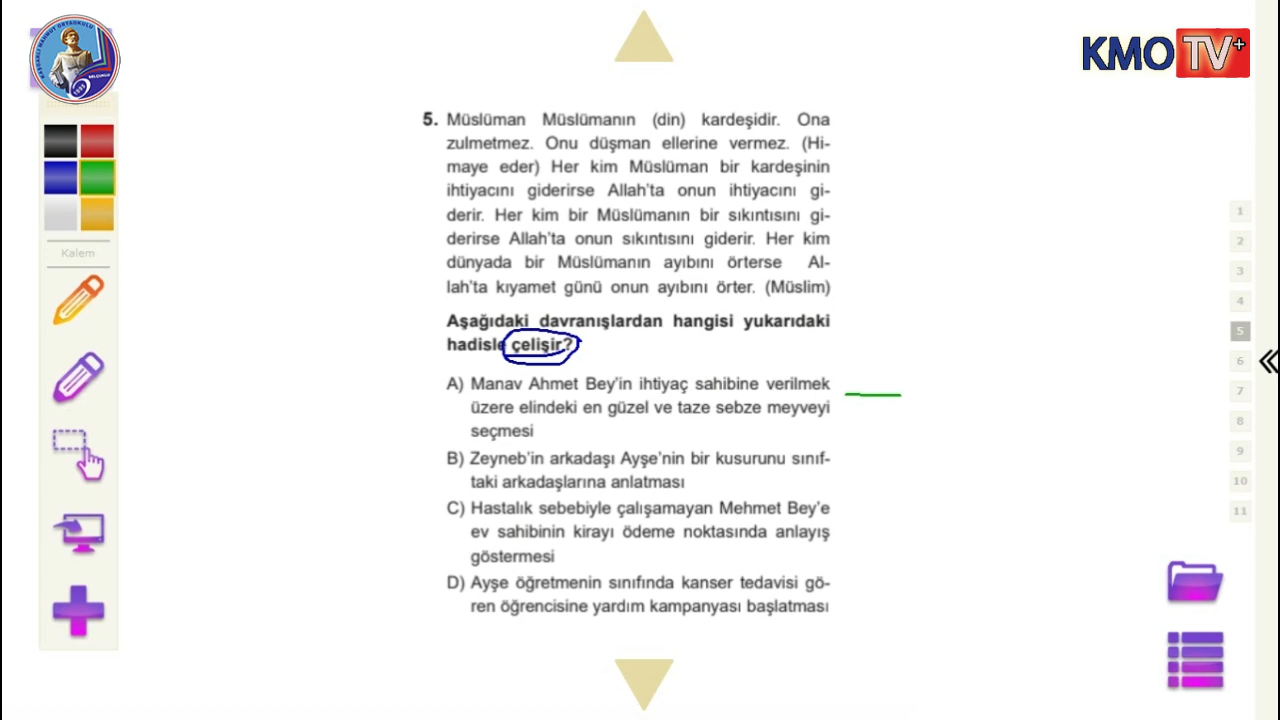 KMO TV+
5. Müslüman Müslümanın (din) kardeşidir. Ona
zulmetmez. Onu düşman ellerine vermez. (Hi-
maye eder) Her kim Müslüman bir kardeşinin
ihtiyacını giderirse Allah’ta onun ihtiyacını gi-
derir. Her kim bir Müslümanın bir sıkıntısını gi-
derirse Allah’ta onun sıkıntısını giderir. Her kim
dünyada bir Müslümanın ayıbını örterse Al-
lah’ta kıyamet günü onun ayıbını örter. (Müslim)
Aşağıdaki davranışlardan hangisi yukarıdaki
hadisle çelişir?
A) Manav Ahmet Bey’in ihtiyaç sahibine verilmek
üzere elindeki en güzel ve taze sebze meyveyi
seçmesi
B) Zeyneb’in arkadaşı Ayşe’nin bir kusurunu sınıf-
taki arkadaşlarına anlatması
C) Hastalık sebebiyle çalışamayan Mehmet Bey’e
ev sahibinin kirayı ödeme noktasında anlayış
göstermesi
D) Ayşe öğretmenin sınıfında kanser tedavisi gö-
ren öğrencisine yardım kampanyası başlatması
Kalem
1
2
3
4
5
6
7
8
9
10
11